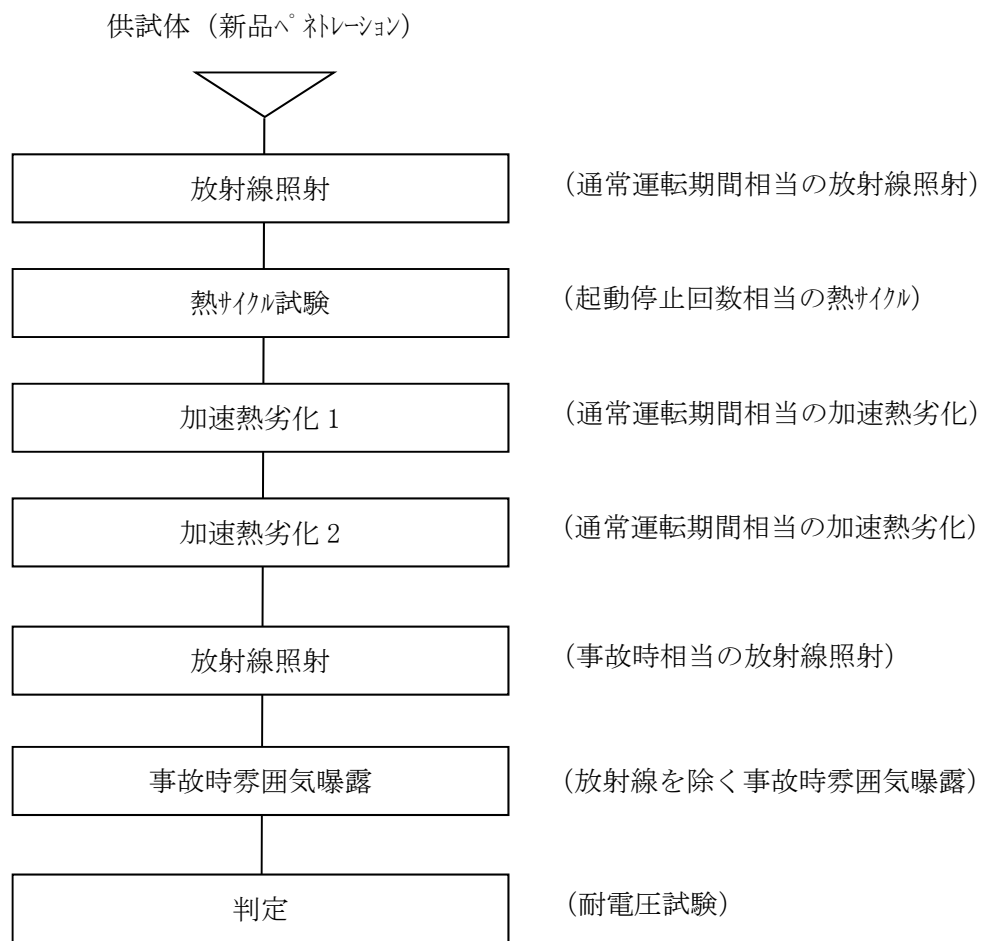 供試体（新品ﾍﾟﾈﾄﾚｰｼｮﾝ）
放射線照射
（通常運転期間相当の放射線照射）
熱ｻｲｸﾙ試験
（起動停止回数相当の熱ｻｲｸﾙ）
加速熱劣化 1
（通常運転期間相当の加速熱劣化）
加速熱劣化 2
（通常運転期間相当の加速熱劣化）
放射線照射
（事故時相当の放射線照射）
事故時雰囲気曝露
（放射線を除く事故時雰囲気曝露）
判定
（耐電圧試験）